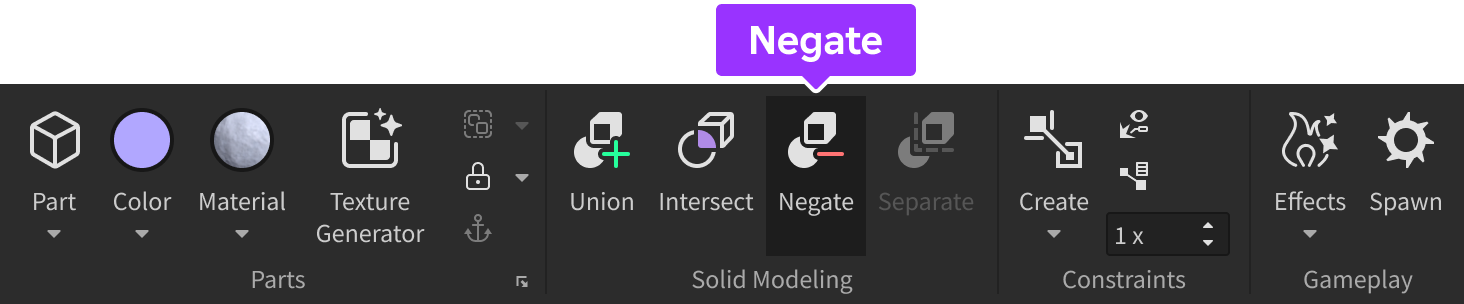 Negate
Part
Color
Material
Texture
Generator
Union
Intersect
Negate
Separate
Create
1 x
Effects
Spawn
Parts
Solid Modeling
Constraints
Gameplay